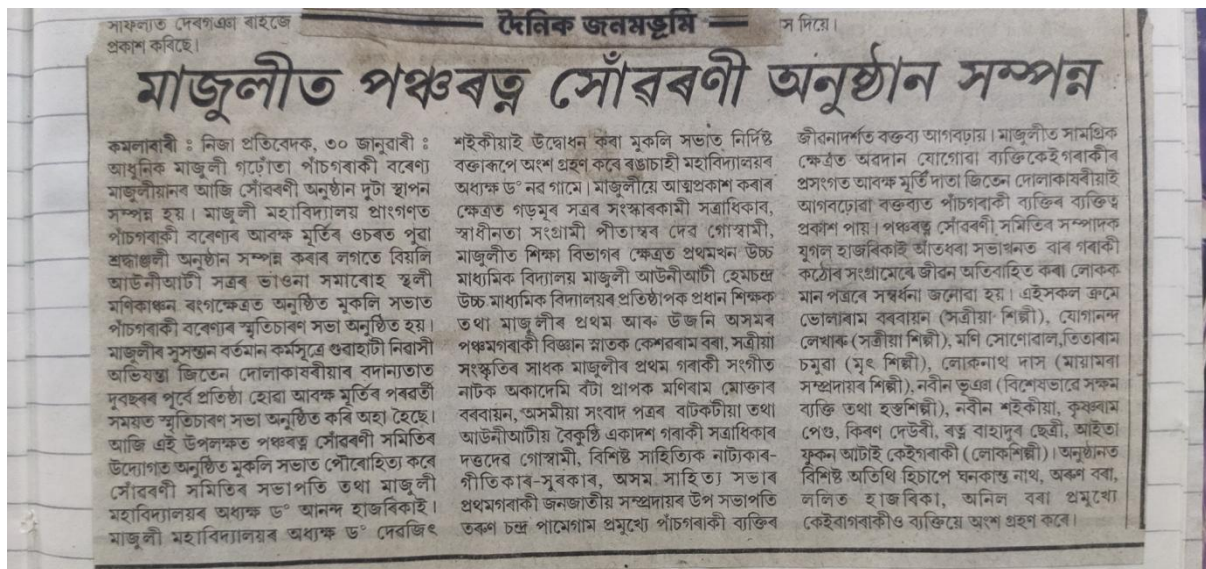 সাফল্যত দেৰগঞা ৰাইজে
প্ৰকাশ কৰিছে।
দৈনিক জনমভূমি
স দিয়ে।
মাজুলীত পঞ্চৰত্ন সোঁৱৰণী অনুষ্ঠান সম্পন্ন
কমলাবাৰী : নিজা প্ৰতিবেদক, ৩০ জানুৱাৰী :
আধুনিক মাজুলী গঢ়োঁতা পাঁচগৰাকী বৰেণ্য
মাজুলীয়ানৰ আজি সোঁৱৰণী অনুষ্ঠান দুটা স্থাপন
সম্পন্ন হয়। মাজুলী মহাবিদ্যালয় প্ৰাংগণত
পাঁচগৰাকী বৰেণ্যৰ আৱক্ষ মূৰ্তিৰ ওচৰত পুৱা
শ্ৰদ্ধাঞ্জলী অনুষ্ঠান সম্পন্ন কৰাৰ লগতে বিয়লি
আউনীআটী সত্ৰৰ ভাওনা সমাৰোহ স্থলী
মণিকাঞ্চন ৰংগক্ষেত্ৰত অনুষ্ঠিত মুকলি সভাত
পাঁচগৰাকী বৰেণ্যৰ স্মৃতিচাৰণ সভা অনুষ্ঠিত হয়।
মাজুলীৰ সুসন্তান বৰ্তমান কৰ্মসূত্ৰে গুৱাহাটী নিৱাসী
অভিযন্তা জিতেন দোলাকাষৰীয়াৰ বদান্যতাত
দুবছৰৰ পূৰ্বে প্ৰতিষ্ঠা হোৱা আৱক্ষ মূৰ্তিৰ পৰৱৰ্তী
সময়ত স্মৃতিচাৰণ সভা অনুষ্ঠিত কৰি অহা হৈছে।
আজি এই উপলক্ষত পঞ্চৰত্ন সোঁৱৰণী সমিতিৰ
উদ্যোগত অনুষ্ঠিত মুকলি সভাত পৌৰোহিত্য কৰে
সোঁৱৰণী সমিতিৰ সভাপতি তথা মাজুলী
মহাবিদ্যালয়ৰ অধ্যক্ষ ড° আনন্দ হাজৰিকাই।
মাজুলী মহাবিদ্যালয়ৰ অধ্যক্ষ ড° দেৱজিৎ
শইকীয়াই উদ্বোধন কৰা মুকলি সভাত নিৰ্দিষ্ট
বক্তাৰূপে অংশ গ্ৰহণ কৰে ৰঙাচাহী মহাবিদ্যালয়ৰ
অধ্যক্ষ ড° নৱ গামে। মাজুলীয়ে আত্মপ্ৰকাশ কৰাৰ
ক্ষেত্ৰত গড়মূৰ সত্ৰৰ সংস্কাৰকামী সত্ৰাধিকাৰ,
স্বাধীনতা সংগ্ৰামী পীতাম্বৰ দেৱ গোস্বামী,
মাজুলীত শিক্ষা বিভাগৰ ক্ষেত্ৰত প্ৰথমখন উচ্চ
মাধ্যমিক বিদ্যালয় মাজুলী আউনীআটী হেমচন্দ্ৰ
উচ্চ মাধ্যমিক বিদ্যালয়ৰ প্ৰতিষ্ঠাপক প্ৰধান শিক্ষক
তথা মাজুলীৰ প্ৰথম আৰু উজনি অসমৰ
পঞ্চমগৰাকী বিজ্ঞান স্নাতক কেশৱৰাম বৰা, সত্ৰীয়া
সংস্কৃতিৰ সাধক মাজুলীৰ প্ৰথম গৰাকী সংগীত
নাটক অকাদেমি বঁটা প্ৰাপক মণিৰাম মোক্তাৰ
বৰবায়ন, অসমীয়া সংবাদ পত্ৰৰ বাটকটীয়া তথা
আউনীআটীয় বৈকুণ্ঠি একাদশ গৰাকী সত্ৰাধিকাৰ
দত্তদেৱ গোস্বামী, বিশিষ্ট সাহিত্যিক নাট্যকাৰ-
গীতিকাৰ-সুৰকাৰ, অসম সাহিত্য সভাৰ
প্ৰথমগৰাকী জনজাতীয় সম্প্ৰদায়ৰ উপ সভাপতি
তৰুণ চন্দ্ৰ পামেগাম প্ৰমুখ্যে পাঁচগৰাকী ব্যক্তিৰ
জীৱনাদৰ্শত বক্তব্য আগবঢ়ায়। মাজুলীত সামগ্ৰিক
ক্ষেত্ৰত অৱদান যোগোৱা ব্যক্তিকেইগৰাকীৰ
প্ৰসংগত আৱক্ষ মূৰ্তি দাতা জিতেন দোলাকাষৰীয়াই
আগবঢ়োৱা বক্তব্যত পাঁচগৰাকী ব্যক্তিৰ ব্যক্তিত্ব
প্ৰকাশ পায়। পঞ্চৰত্ন সোঁৱৰণী সমিতিৰ সম্পাদক
যুগল হাজৰিকাই আঁতধৰা সভাখনত বাৰ গৰাকী
কঠোৰ সংগ্ৰামেৰে জীৱন অতিবাহিত কৰা লোকক
মান পত্ৰৰে সম্বৰ্ধনা জনোৱা হয়। এইসকল ক্ৰমে
ভোলাৰাম বৰবায়ন (সত্ৰীয়া শিল্পী), যোগানন্দ
লেখাৰু (সত্ৰীয়া শিল্পী), মণি সোণোৱাল, তিতাৰাম
চমুৱা (মৃৎ শিল্পী), লোকনাথ দাস (মায়ামৰা
সম্প্ৰদায়ৰ শিল্পী), নবীন ভূঞা (বিশেষভাৱে সক্ষম
ব্যক্তি তথা হস্তশিল্পী), নবীন শইকীয়া, কৃষ্ণৰাম
পেগু, কিৰণ দেউৰী, ৰত্ন বাহাদুৰ ছেত্ৰী, আইতা
ফুকন আটাই কেইগৰাকী (লোকশিল্পী)। অনুষ্ঠানত
বিশিষ্ট অতিথি হিচাপে ঘনকান্ত নাথ, অৰুণ বৰা,
ললিত হাজৰিকা, অনিল বৰা প্ৰমুখ্যে
কেইবাগৰাকীও ব্যক্তিয়ে অংশ গ্ৰহণ কৰে।